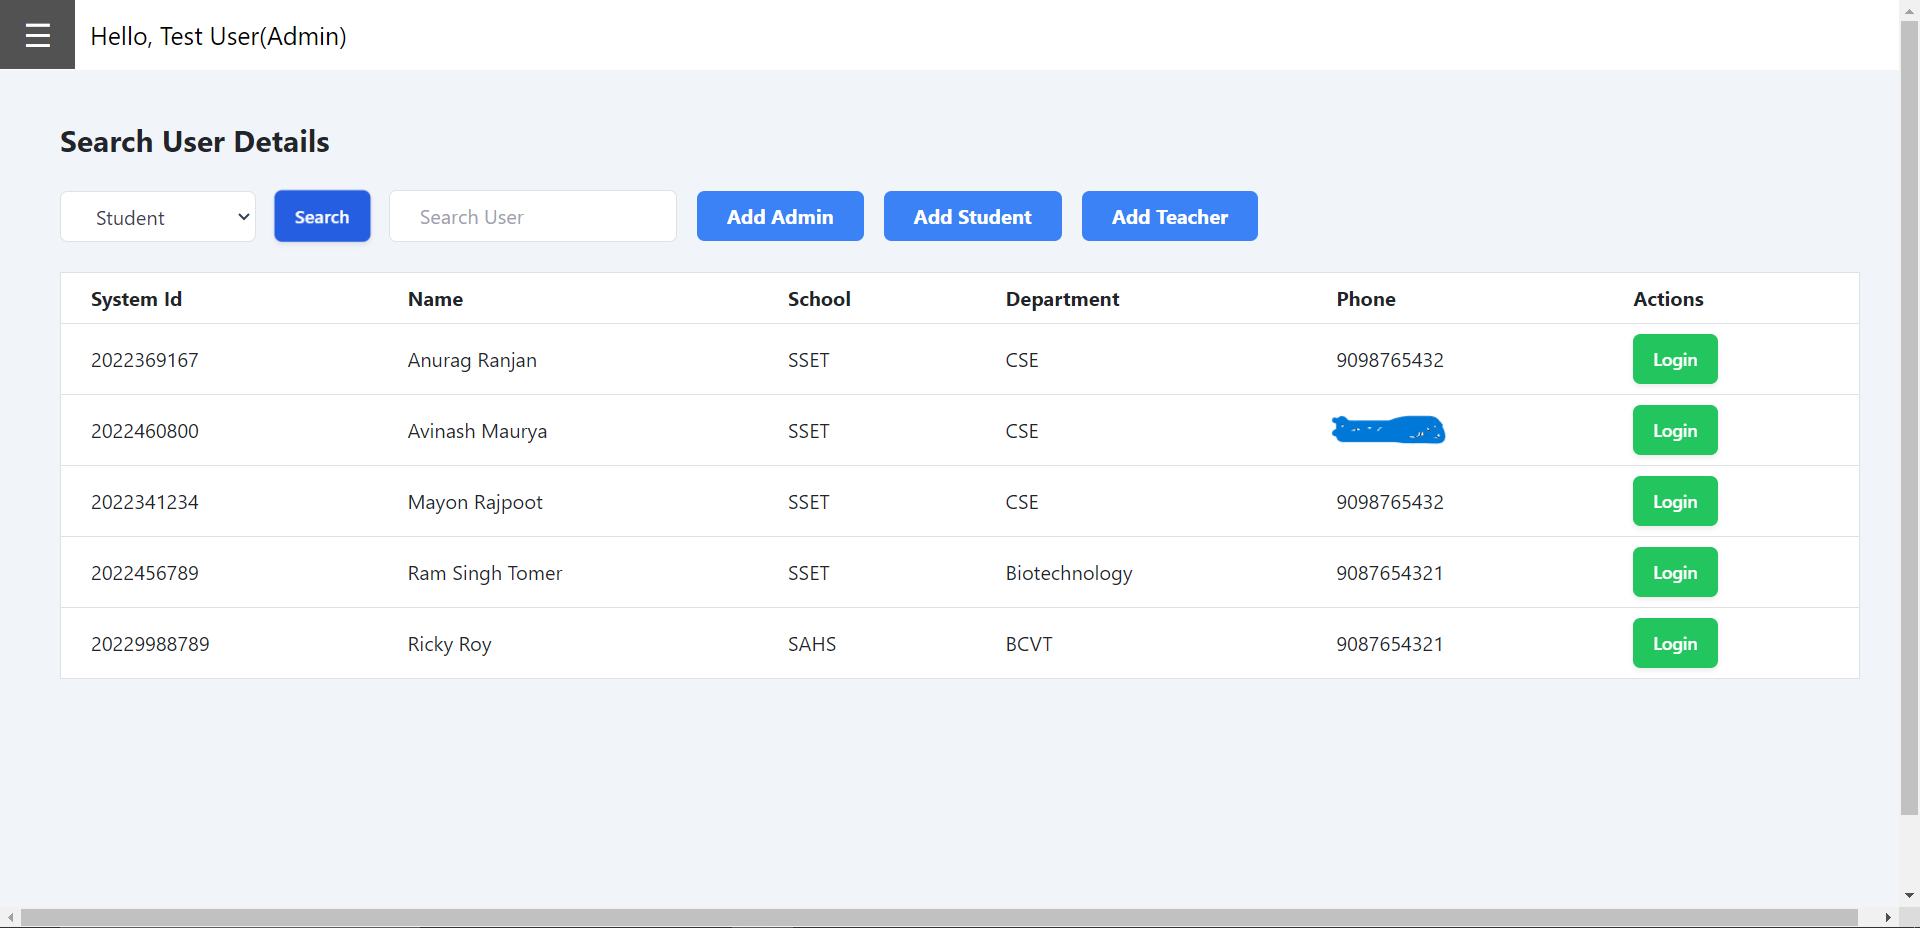 ☰ Hello, Test User(Admin)
Search User Details
Student Search Search User Add Admin Add Student Add Teacher
System Id Name School Department Phone Actions
2022369167 Anurag Ranjan SSET CSE 9098765432 Login
2022460800 Avinash Maurya SSET CSE Login
2022341234 Mayon Rajpoot SSET CSE 9098765432 Login
2022456789 Ram Singh Tomer SSET Biotechnology 9087654321 Login
20229988789 Ricky Roy SAHS BCVT 9087654321 Login